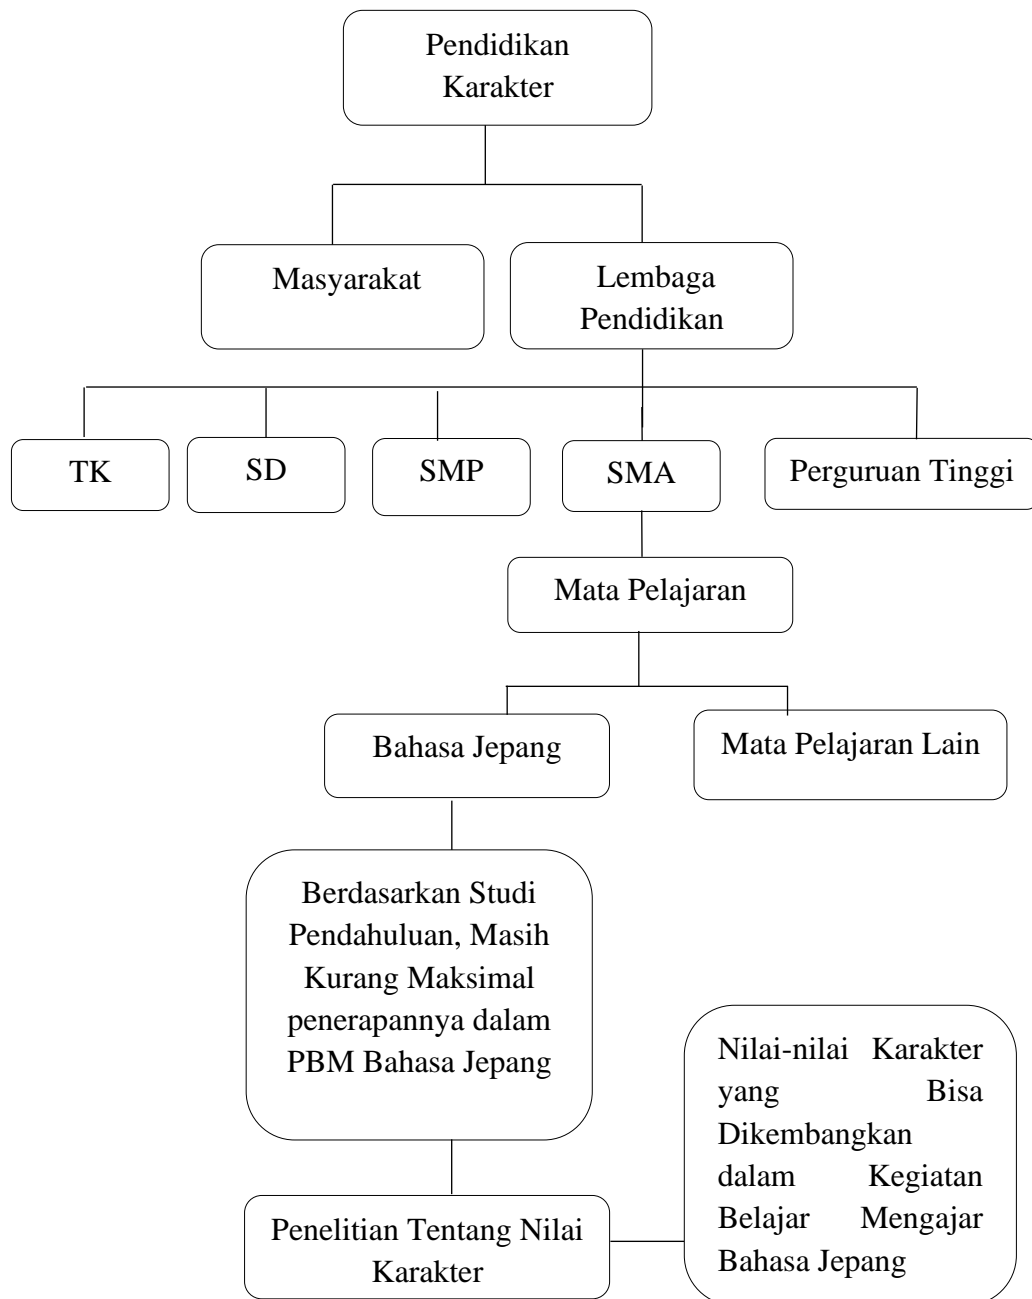 Pendidikan
Karakter
Masyarakat
Lembaga
Pendidikan
TK
SD
SMP
SMA
Perguruan Tinggi
Mata Pelajaran
Bahasa Jepang
Mata Pelajaran Lain
Berdasarkan Studi
Pendahuluan, Masih
Kurang Maksimal
penerapannya dalam
PBM Bahasa Jepang
Penelitian Tentang Nilai
Karakter
Nilai-nilai Karakter
yang Bisa
Dikembangkan
dalam Kegiatan
Belajar Mengajar
Bahasa Jepang